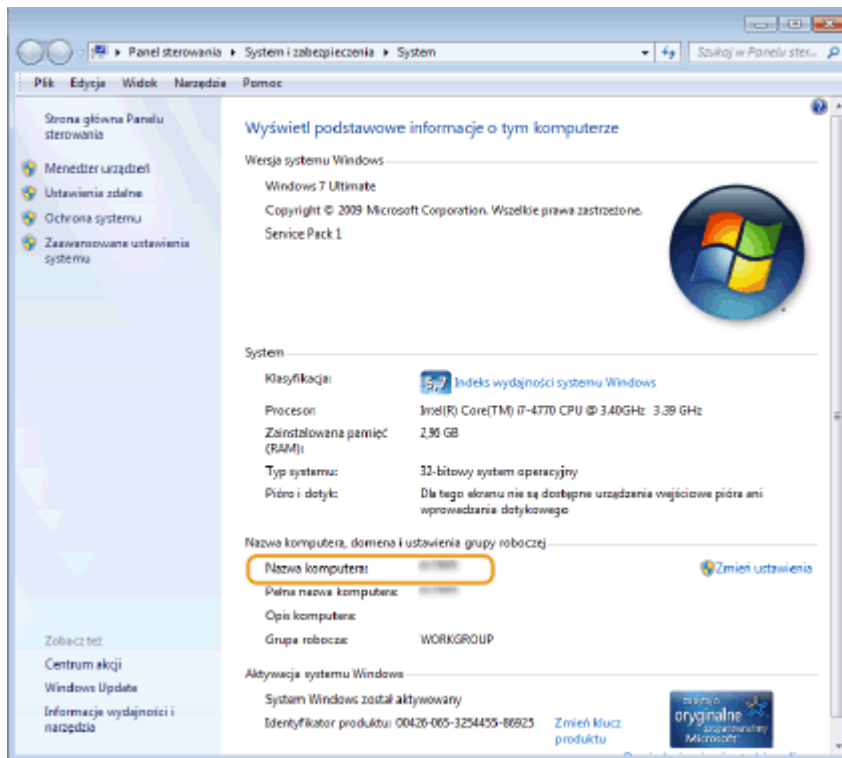 Panel sterowania ▸ System i zabezpieczenia ▸ System
Szukaj w Panelu ster...
Plik Edycja Widok Narzędzia Pomoc
Strona główna Panelu
sterowania
Menedżer urządzeń
Ustawienia zdalne
Ochrona systemu
Zaawansowane ustawienia
systemu
Wyświetl podstawowe informacje o tym komputerze
Wersja systemu Windows
Windows 7 Ultimate
Copyright © 2009 Microsoft Corporation. Wszelkie prawa zastrzeżone.
Service Pack 1
System
Klasyfikacja:
5,7 Indeks wydajności systemu Windows
Procesor:
Intel(R) Core(TM) i7-4770 CPU @ 3.40GHz 3.39 GHz
Zainstalowana pamięć
(RAM):
2,96 GB
Typ systemu:
32-bitowy system operacyjny
Pióro i dotyk:
Dla tego ekranu nie są dostępne urządzenia wejściowe pióra ani
wprowadzania dotykowego
Nazwa komputera, domena i ustawienia grupy roboczej
Nazwa komputera:
Zmień ustawienia
Pełna nazwa komputera:
Opis komputera:
Grupa robocza:
WORKGROUP
Aktywacja systemu Windows
System Windows został aktywowany
Identyfikator produktu: 00426-065-3254455-86925
Zmień klucz
produktu
oryginalne
oprogramowanie
Microsoft
Zobacz też
Centrum akcji
Windows Update
Informacje wydajności i
narzędzia